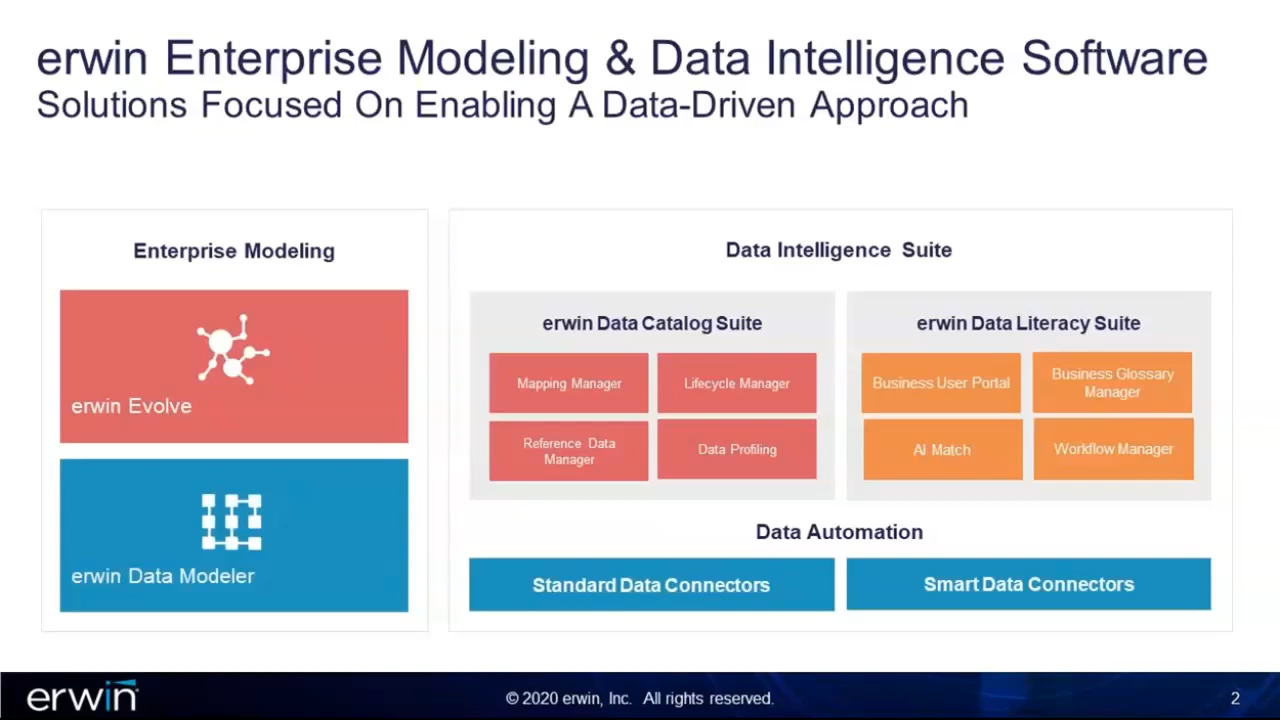 erwin Enterprise Modeling & Data Intelligence Software
Solutions Focused On Enabling A Data-Driven Approach
Enterprise Modeling
erwin Evolve
erwin Data Modeler
Data Intelligence Suite
erwin Data Catalog Suite
Mapping Manager
Lifecycle Manager
Reference Data
Manager
Data Profiling
erwin Data Literacy Suite
Business User Portal
Business Glossary
Manager
AI Match
Workflow Manager
Data Automation
Standard Data Connectors
Smart Data Connectors
erwin
© 2020 erwin, Inc. All rights reserved.
2